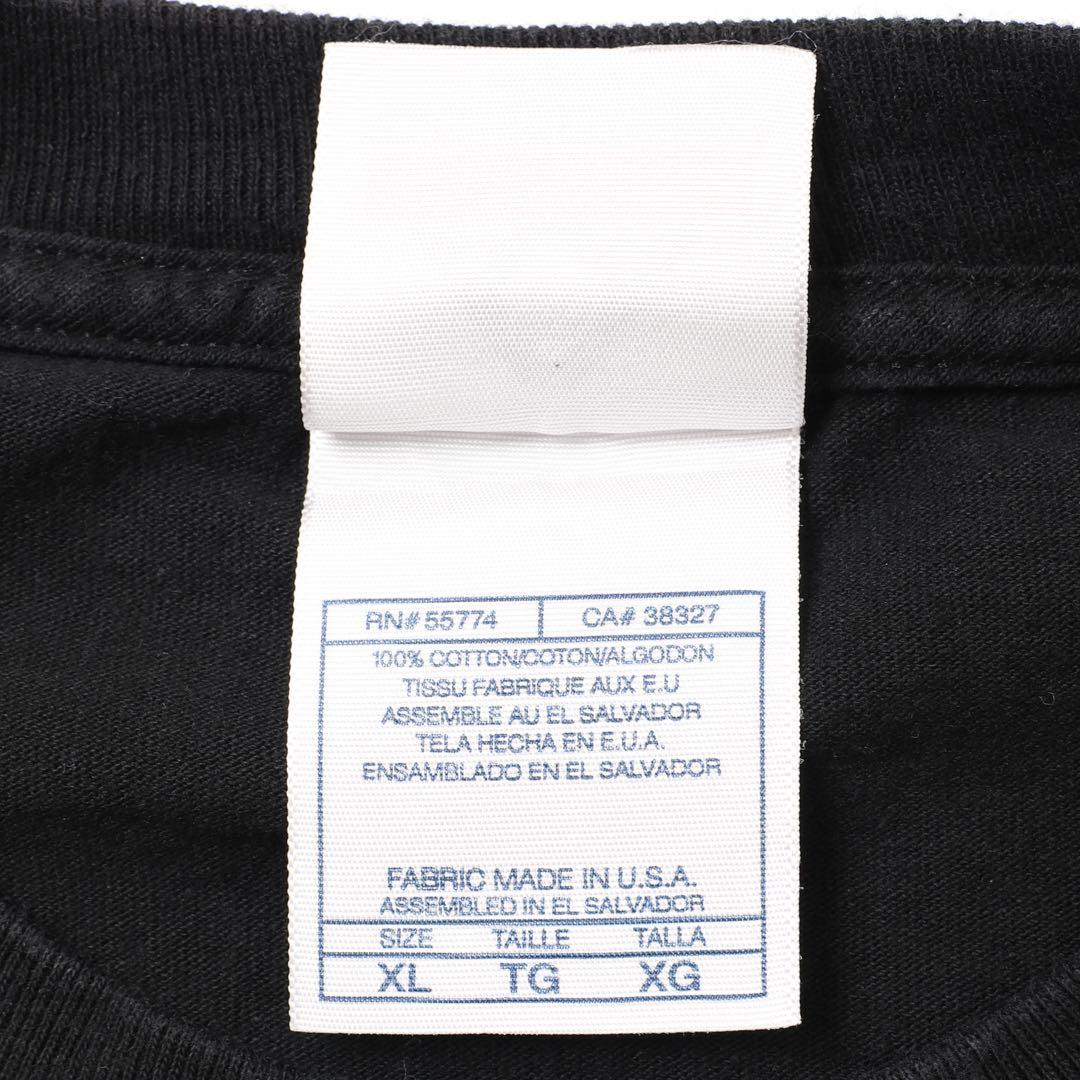 RN# 55774 CA# 38327
100% COTTON/COTON/ALGODON
TISSU FABRIQUE AUX E.U
ASSEMBLE AU EL SALVADOR
TELA HECHA EN E.U.A.
ENSAMBLADO EN EL SALVADOR
FABRIC MADE IN U.S.A.
ASSEMBLED IN EL SALVADOR
SIZE TAILLE TALLA
XL TG XG